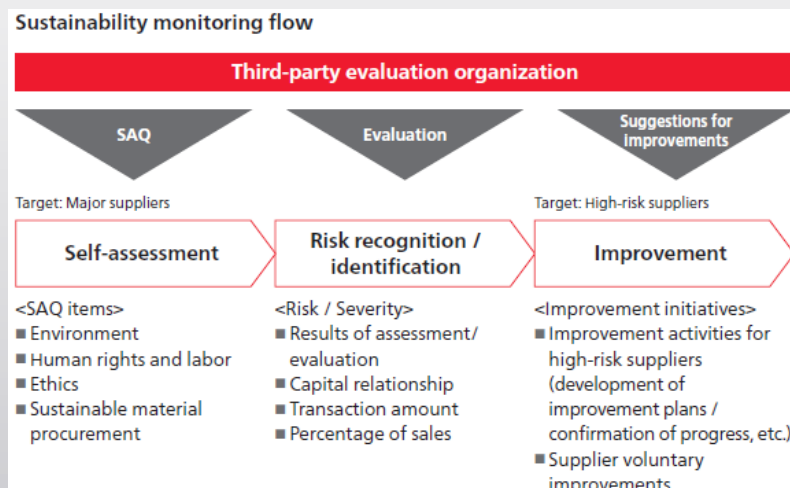 Sustainability monitoring flow
Third-party evaluation organization
SAQ
Evaluation
Suggestions for
improvements
Target: Major suppliers
Target: High-risk suppliers
Self-assessment
Risk recognition /
identification
Improvement
<SAQ items>
■ Environment
■ Human rights and labor
■ Ethics
■ Sustainable material
procurement
<Risk / Severity>
■ Results of assessment/
evaluation
■ Capital relationship
■ Transaction amount
■ Percentage of sales
<Improvement initiatives>
■ Improvement activities for
high-risk suppliers
(development of
improvement plans /
confirmation of progress, etc.)
■ Supplier voluntary
improvements